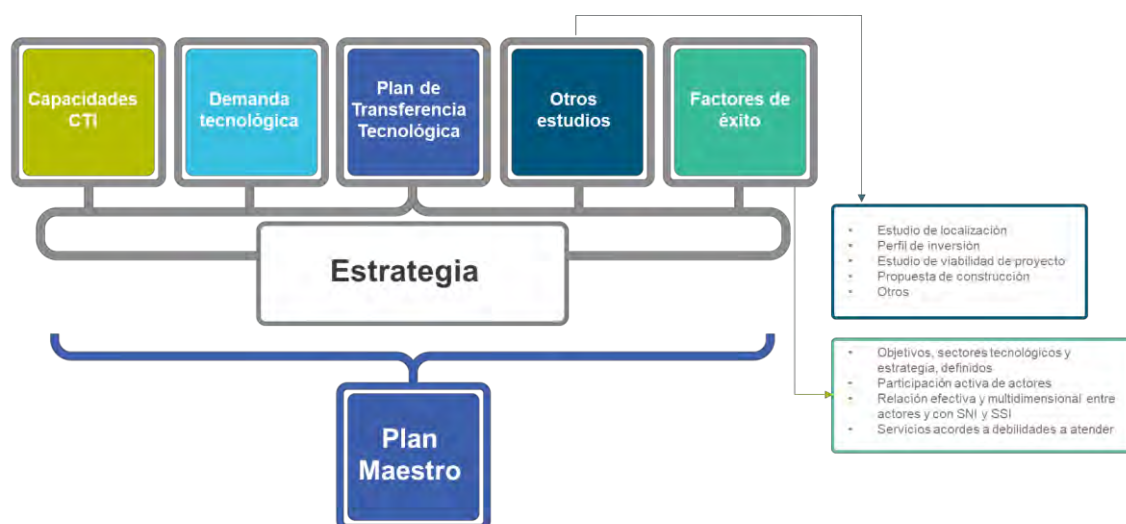 Capacidades
CTI
Demanda
tecnológica
Plan de
Transferencia
Tecnológica
Otros
estudios
Factores de
éxito
Estrategia
• Estudio de localización
• Perfil de inversión
• Estudio de viabilidad de proyecto
• Propuesta de construcción
• Otros
• Objetivos, sectores tecnológicos y
estrategia, definidos
• Participación activa de actores
• Relación efectiva y multidimensional entre
actores y con SNI y SSI
• Servicios acordes a debilidades a atender
Plan
Maestro